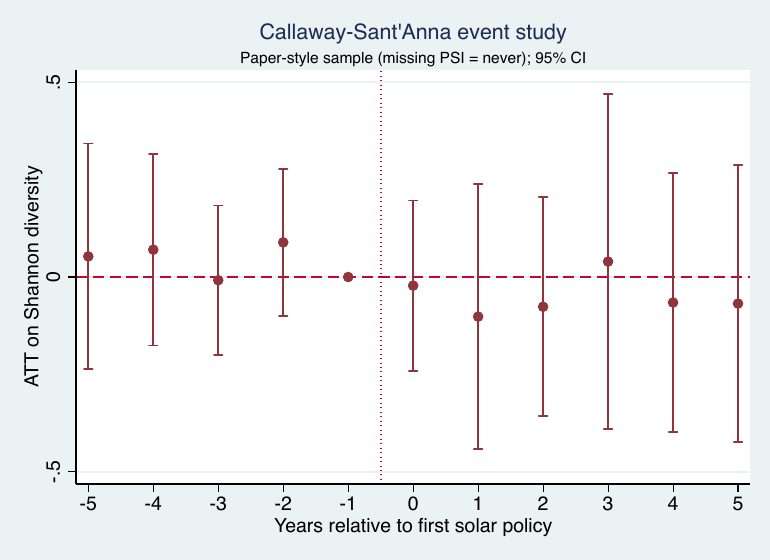 Callaway-Sant'Anna event study
Paper-style sample (missing PSI = never); 95% CI
ATT on Shannon diversity
.5
0
-.5
-5 -4 -3 -2 -1 0 1 2 3 4 5
Years relative to first solar policy